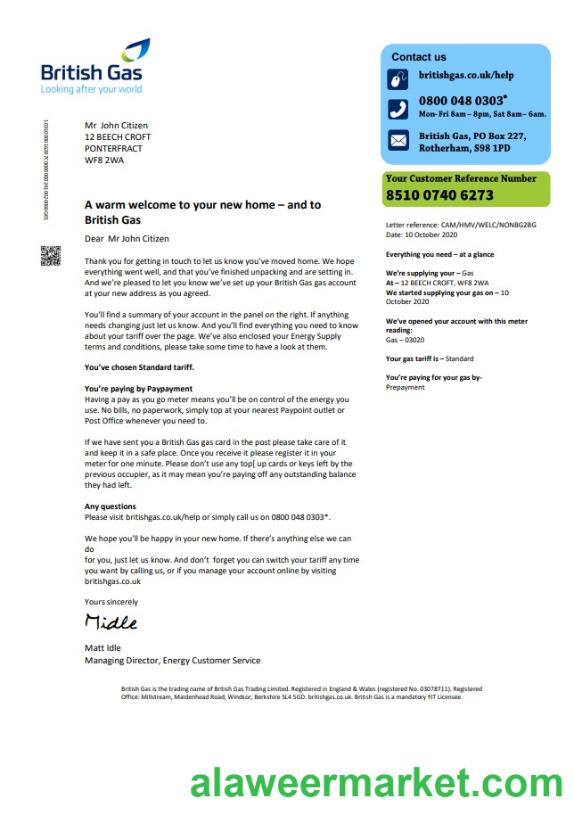 British Gas
Looking after your world
Contact us
britishgas.co.uk/help
0800 048 0303*
Mon-Fri 8am – 8pm, Sat 8am– 6am.
British Gas, PO Box 227,
Rotherham, S98 1PD
Mr John Citizen
12 BEECH CROFT
PONTERFRACT
WF8 2WA
Your Customer Reference Number
8510 0740 6273
A warm welcome to your new home – and to
British Gas
Dear Mr John Citizen
Thank you for getting in touch to let us know you've moved home. We hope
everything went well, and that you've finished unpacking and are setting in.
And we're pleased to let you know we've set up your British Gas gas account
at your new address as you agreed.
You'll find a summary of your account in the panel on the right. If anything
needs changing just let us know. And you'll find everything you need to know
about your tariff over the page. We've also enclosed your Energy Supply
terms and conditions, please take some time to have a look at them.
You've chosen Standard tariff.
You're paying by Paypayment
Having a pay as you go meter means you'll be on control of the energy you
use. No bills, no paperwork, simply top at your nearest Paypoint outlet or
Post Office whenever you need to.
If we have sent you a British Gas gas card in the post please take care of it
and keep it in a safe place. Once you receive it please register it in your
meter for one minute. Please don't use any top[ up cards or keys left by the
previous occupier, as it may mean you're paying off any outstanding balance
they had left.
Any questions
Please visit britishgas.co.uk/help or simply call us on 0800 048 0303*.
We hope you'll be happy in your new home. If there's anything else we can
do
for you, just let us know. And don't forget you can switch your tariff any time
you want by calling us, or if you manage your account online by visiting
britishgas.co.uk
Yours sincerely
Midle
Matt Idle
Managing Director, Energy Customer Service
Letter reference: CAM/HMV/WELC/NONBG2BG
Date: 10 October 2020
Everything you need – at a glance
We're supplying your – Gas
At – 12 BEECH CROFT, WF8 2WA
We started supplying your gas on – 10
October 2020
We've opened your account with this meter
reading:
Gas – 03020
Your gas tariff is – Standard
You're paying for your gas by-
Prepayment
British Gas is the trading name of British Gas Trading Limited. Registered in England & Wales (registered No. 03078711). Registered
Office: Millstream, Maidenhead Road, Windsor, Berkshire SL4 5GD. britishgas.co.uk. British Gas is a mandatory FIT Licensee.
alaweermarket.com